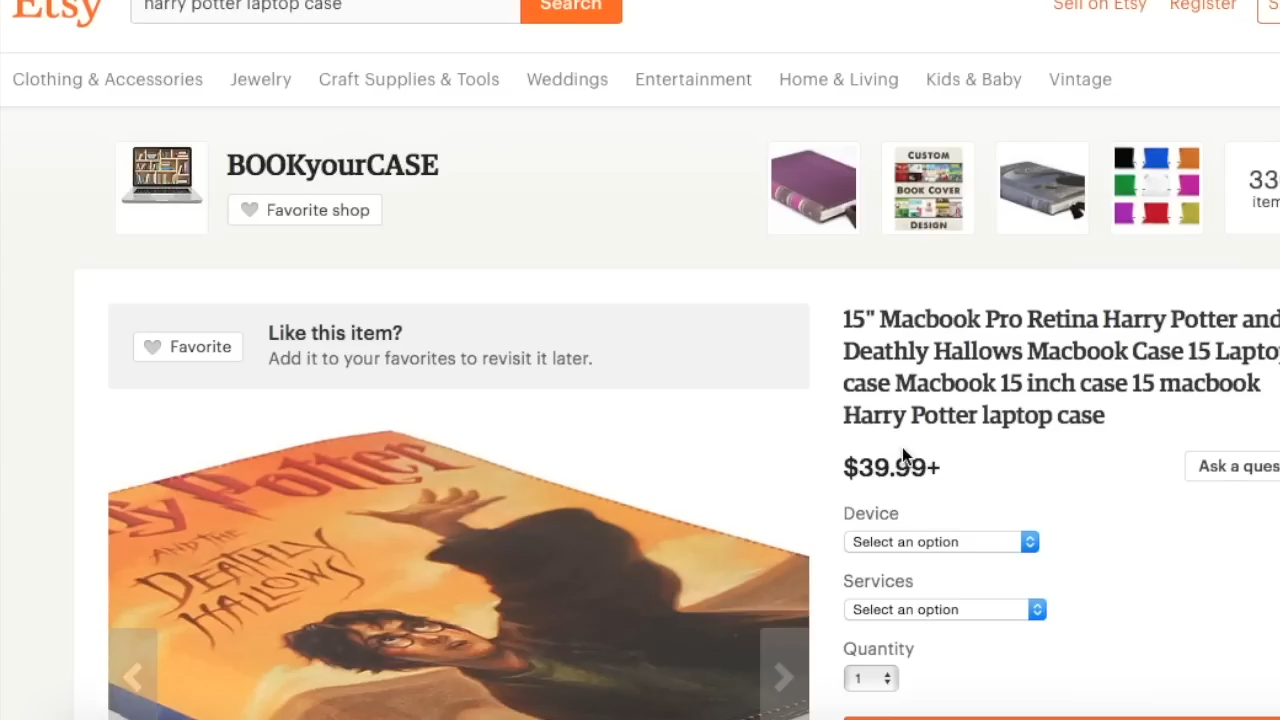 Etsy
harry potter laptop case
Search
Sell on Etsy
Register
Clothing & Accessories
Jewelry
Craft Supplies & Tools
Weddings
Entertainment
Home & Living
Kids & Baby
Vintage
BOOKyourCASE
Favorite shop
CUSTOM
BOOK COVER
DESIGN
33
item
Favorite
Like this item?
Add it to your favorites to revisit it later.
15" Macbook Pro Retina Harry Potter and
Deathly Hallows Macbook Case 15 Lapto
case Macbook 15 inch case 15 macbook
Harry Potter laptop case
$39.99+
Ask a ques
Device
Select an option
Services
Select an option
Quantity
1
ry Potter
AND THE
DEATHLY
HALLOWS